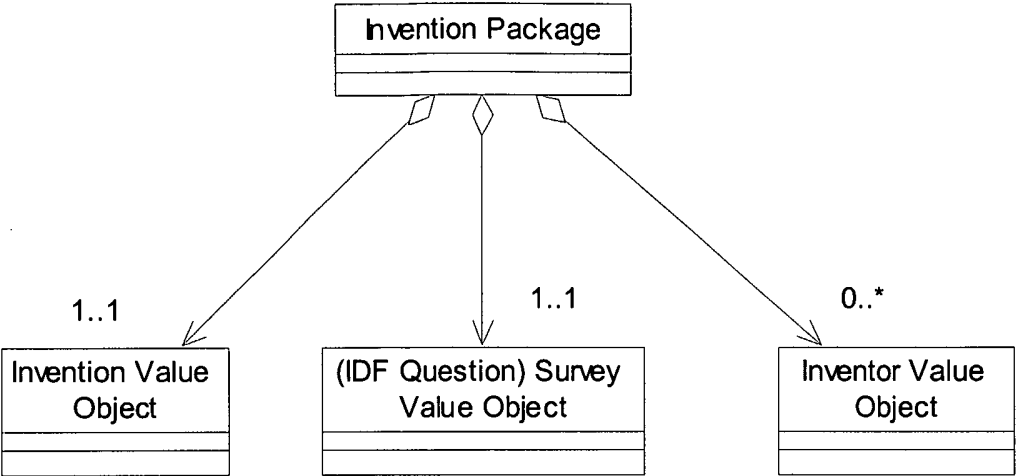 Invention Package
1..1
1..1
0..*
Invention Value
Object
(IDF Question) Survey
Value Object
Inventor Value
Object